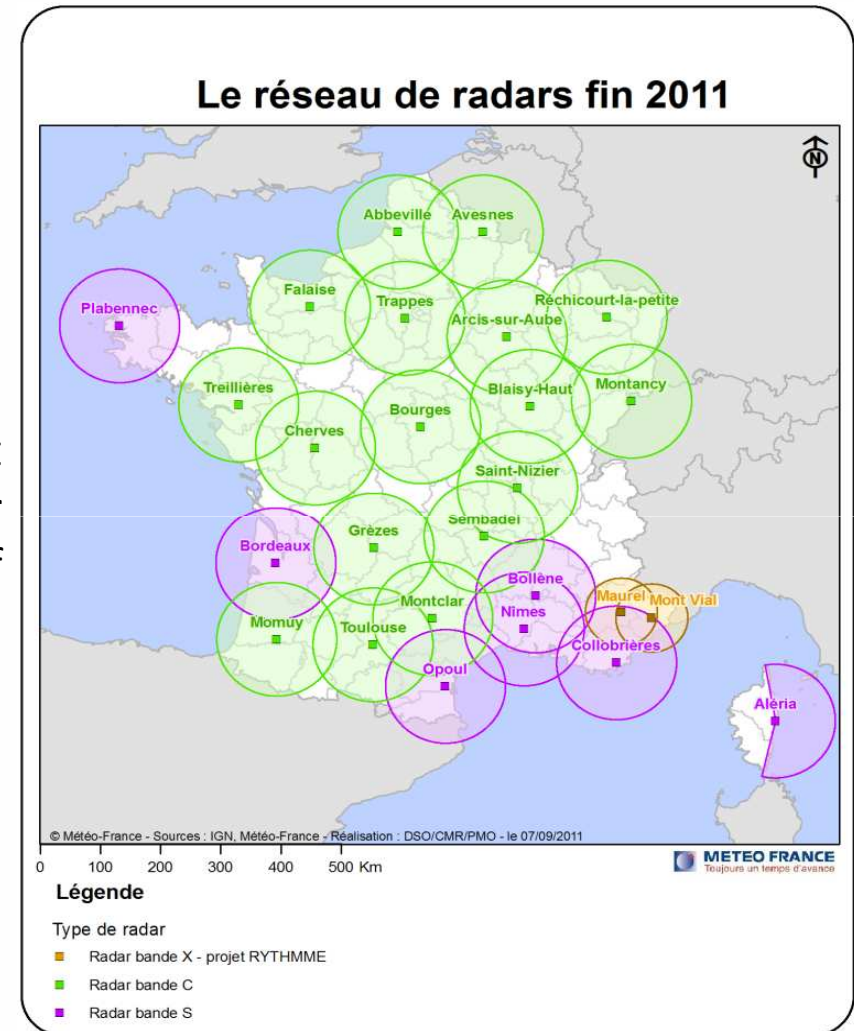 Le réseau de radars fin 2011
N
Abbeville
Avesnes
Falaise
Trappes
Réchicourt-la-petite
Plabennec
Arcis-sur-Aube
Treillières
Blaisy-Haut
Montancy
Bourges
Cherves
Saint-Nizier
Sembadel
Grèzes
Bordeaux
Bollène
Maurel
Mont Vial
Montclar
Nîmes
Momuy
Toulouse
Collobrières
Opoul
Aléria
© Météo-France - Sources : IGN, Météo-France - Réalisation : DSO/CMR/PMO - le 07/09/2011
0 100 200 300 400 500 Km
METEO FRANCE
Toujours un temps d'avance
Légende
Type de radar
Radar bande X - projet RYTHMME
Radar bande C
Radar bande S